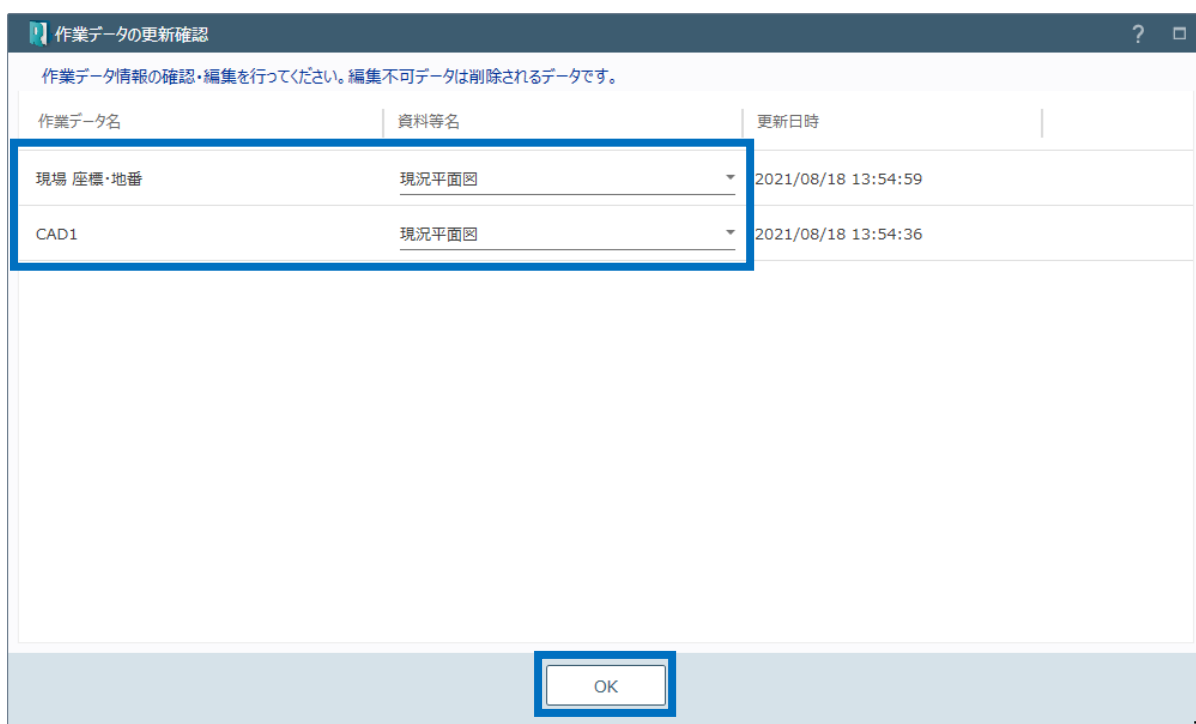 作業データの更新確認 ?
作業データ情報の確認・編集を行ってください。編集不可データは削除されるデータです。
作業データ名 資料等名 更新日時
現場 座標・地番 現況平面図 2021/08/18 13:54:59
CAD1 現況平面図 2021/08/18 13:54:36
OK